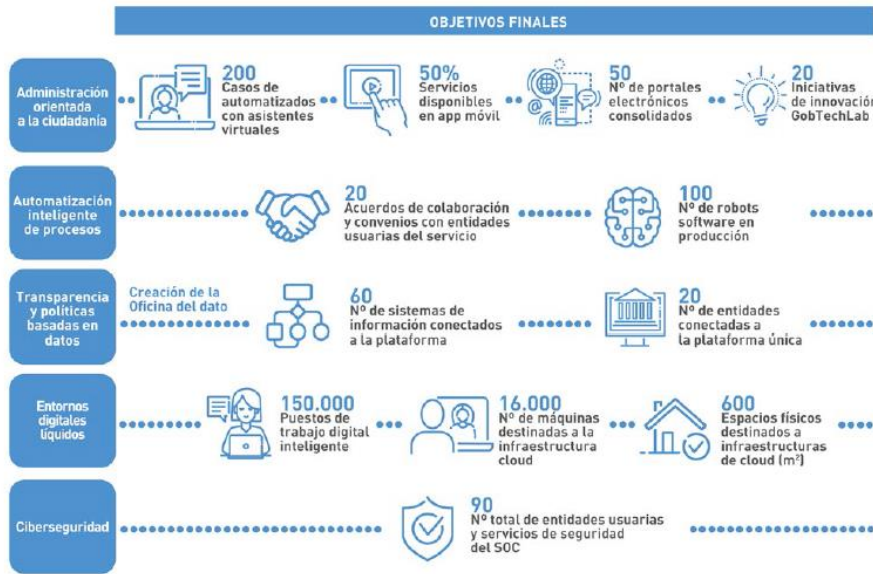 OBJETIVOS FINALES
Administración
orientada
a la ciudadanía
200
Casos de
automatizados
con asistentes
virtuales
50%
Servicios
disponibles
en app móvil
50
Nº de portales
electrónicos
consolidados
20
Iniciativas
de innovación
GobTechLab
Automatización
inteligente
de procesos
20
Acuerdos de colaboración
y convenios con entidades
usuarias del servicio
100
Nº de robots
software en
producción
Transparencia
y políticas
basadas en
datos
Creación de la
Oficina del dato
60
Nº de sistemas de
información conectados
a la plataforma
20
Nº de entidades
conectadas a
la plataforma única
Entornos
digitales
líquidos
150.000
Puestos de
trabajo digital
inteligente
16.000
Nº de máquinas
destinadas a la
infraestructura
cloud
600
Espacios físicos
destinados a
infraestructuras
de cloud (m²)
Ciberseguridad
90
Nº total de entidades usuarias
y servicios de seguridad
del SOC